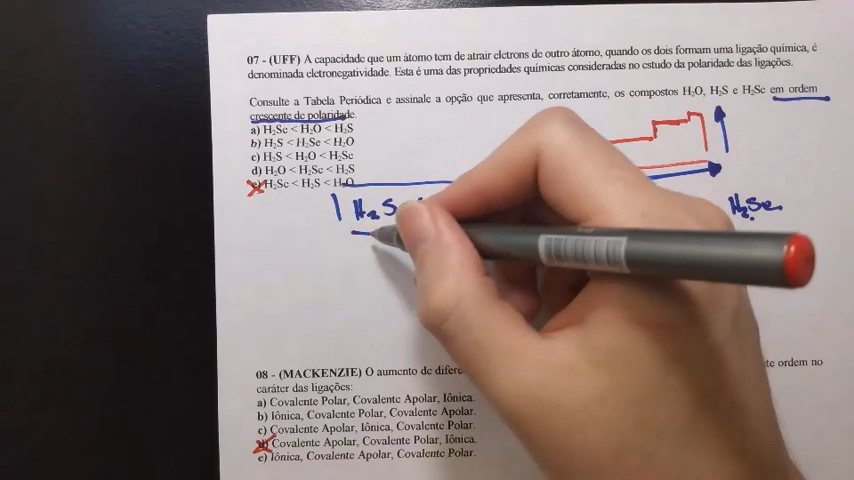 07 - (UFF) A capacidade que um átomo tem de atrair elétrons de outro átomo, quando os dois formam uma ligação química, é
denominada eletronegatividade. Esta é uma das propriedades químicas consideradas no estudo da polaridade das ligações.
Consulte a Tabela Periódica e assinale a opção que apresenta, corretamente, os compostos H₂O, H₂S e H₂Se em ordem
crescente de polaridade.
a) H₂Se < H₂O < H₂S
b) H₂S < H₂Se < H₂O
c) H₂S < H₂O < H₂Se
d) H₂O < H₂Se < H₂S
e) H₂Se < H₂S < H₂O
H₂S
H₂Se
08 - (MACKENZIE) O aumento de difere
te ordem no
caráter das ligações:
a) Covalente Polar, Covalente Apolar, Iônica.
b) Iônica, Covalente Polar, Covalente Apolar.
c) Covalente Apolar, Iônica, Covalente Polar.
d) Covalente Apolar, Covalente Polar, Iônica.
e) Iônica, Covalente Apolar, Covalente Polar.